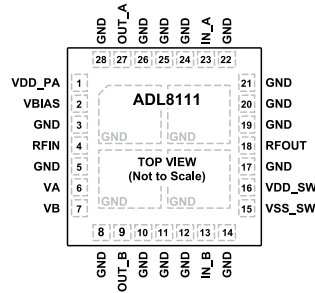 GND
OUT_A
GND
GND
GND
IN_A
GND
28 27 26 25 24 23 22
VDD_PA 1
VBIAS 2
GND 3
RFIN 4
GND 5
VA 6
VB 7
ADL8111
GND GND
TOP VIEW
(Not to Scale)
GND GND
21 GND
20 GND
19 GND
18 RFOUT
17 GND
16 VDD_SW
15 VSS_SW
8 9 10 11 12 13 14
GND
OUT_B
GND
GND
GND
IN_B
GND